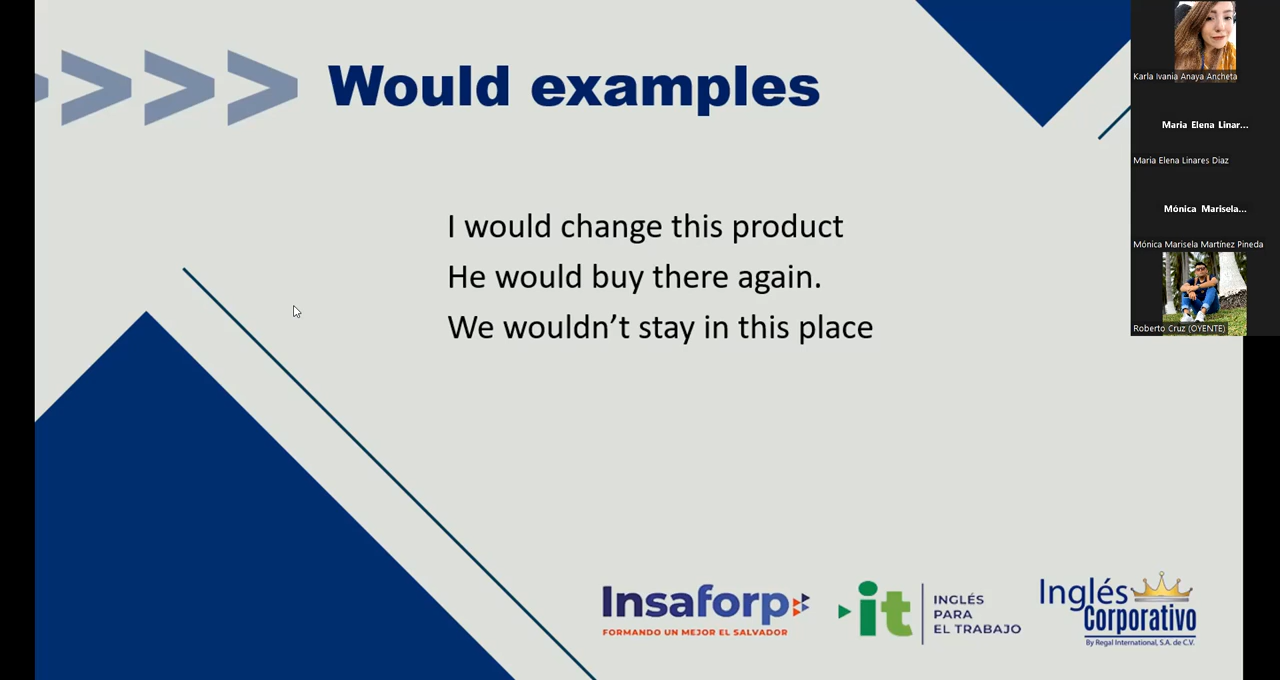 Would examples
I would change this product
He would buy there again.
We wouldn’t stay in this place
Karla Ivania Anaya Ancheta
Maria Elena Linar...
Maria Elena Linares Diaz
Mónica Marisela...
Mónica Marisela Martínez Pineda
Roberto Cruz (OYENTE)
Insaforp
FORMANDO UN MEJOR EL SALVADOR
it
INGLÉS
PARA
EL TRABAJO
Inglés
Corporativo
By Regal International, S.A. de C.V.